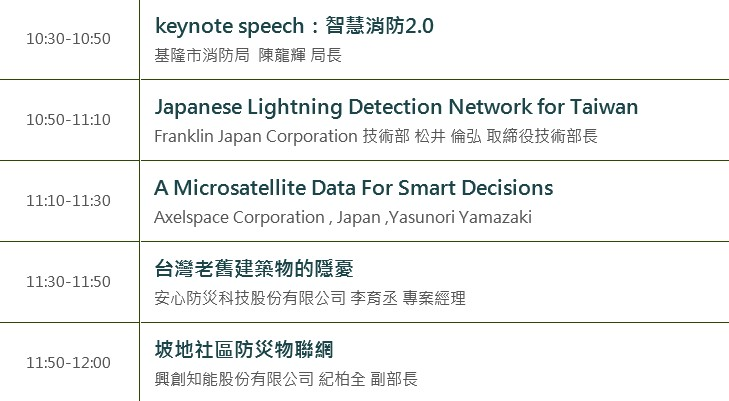 10:30-10:50
keynote speech：智慧消防2.0
基隆市消防局 陳龍輝 局長
10:50-11:10
Japanese Lightning Detection Network for Taiwan
Franklin Japan Corporation 技術部 松井 倫弘 取締役技術部長
11:10-11:30
A Microsatellite Data For Smart Decisions
Axelspace Corporation , Japan ,Yasunori Yamazaki
11:30-11:50
台灣老舊建築物的隱憂
安心防災科技股份有限公司 李育丞 專案經理
11:50-12:00
坡地社區防災物聯網
興創知能股份有限公司 紀柏全 副部長